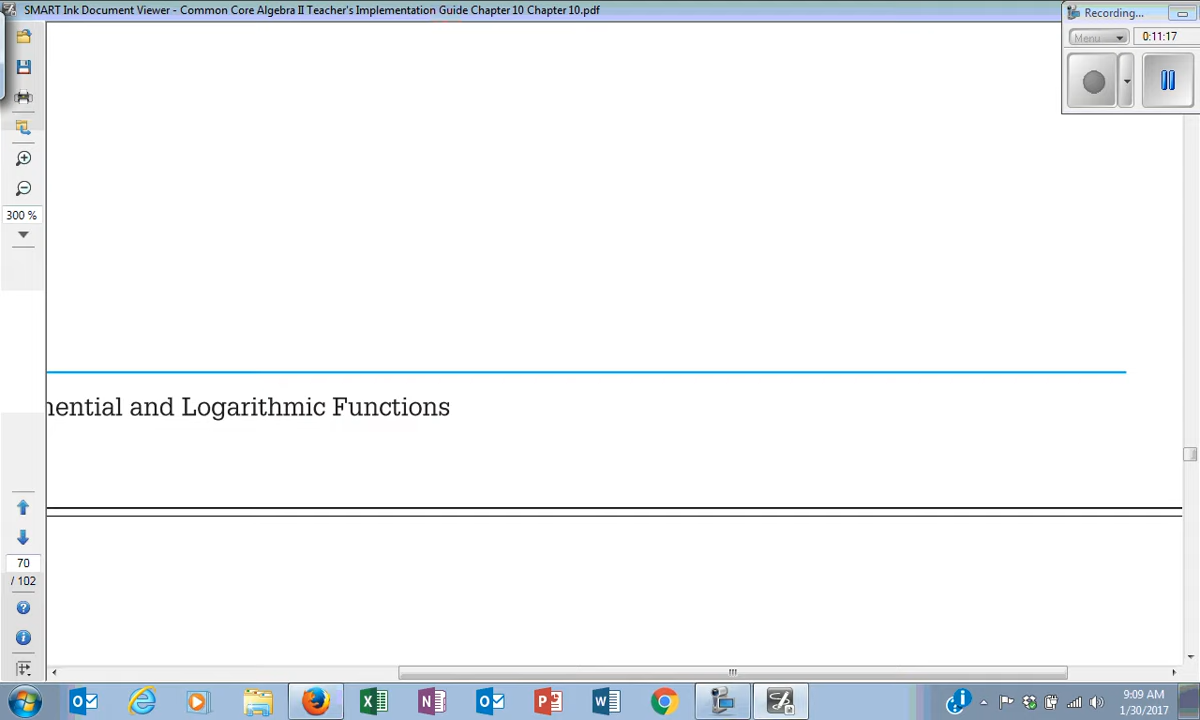 SMART Ink Document Viewer - Common Core Algebra II Teacher's Implementation Guide Chapter 10 Chapter 10.pdf
Recording...
Menu
0:11:17
300 %
nential and Logarithmic Functions
70
/ 102
9:09 AM
1/30/2017